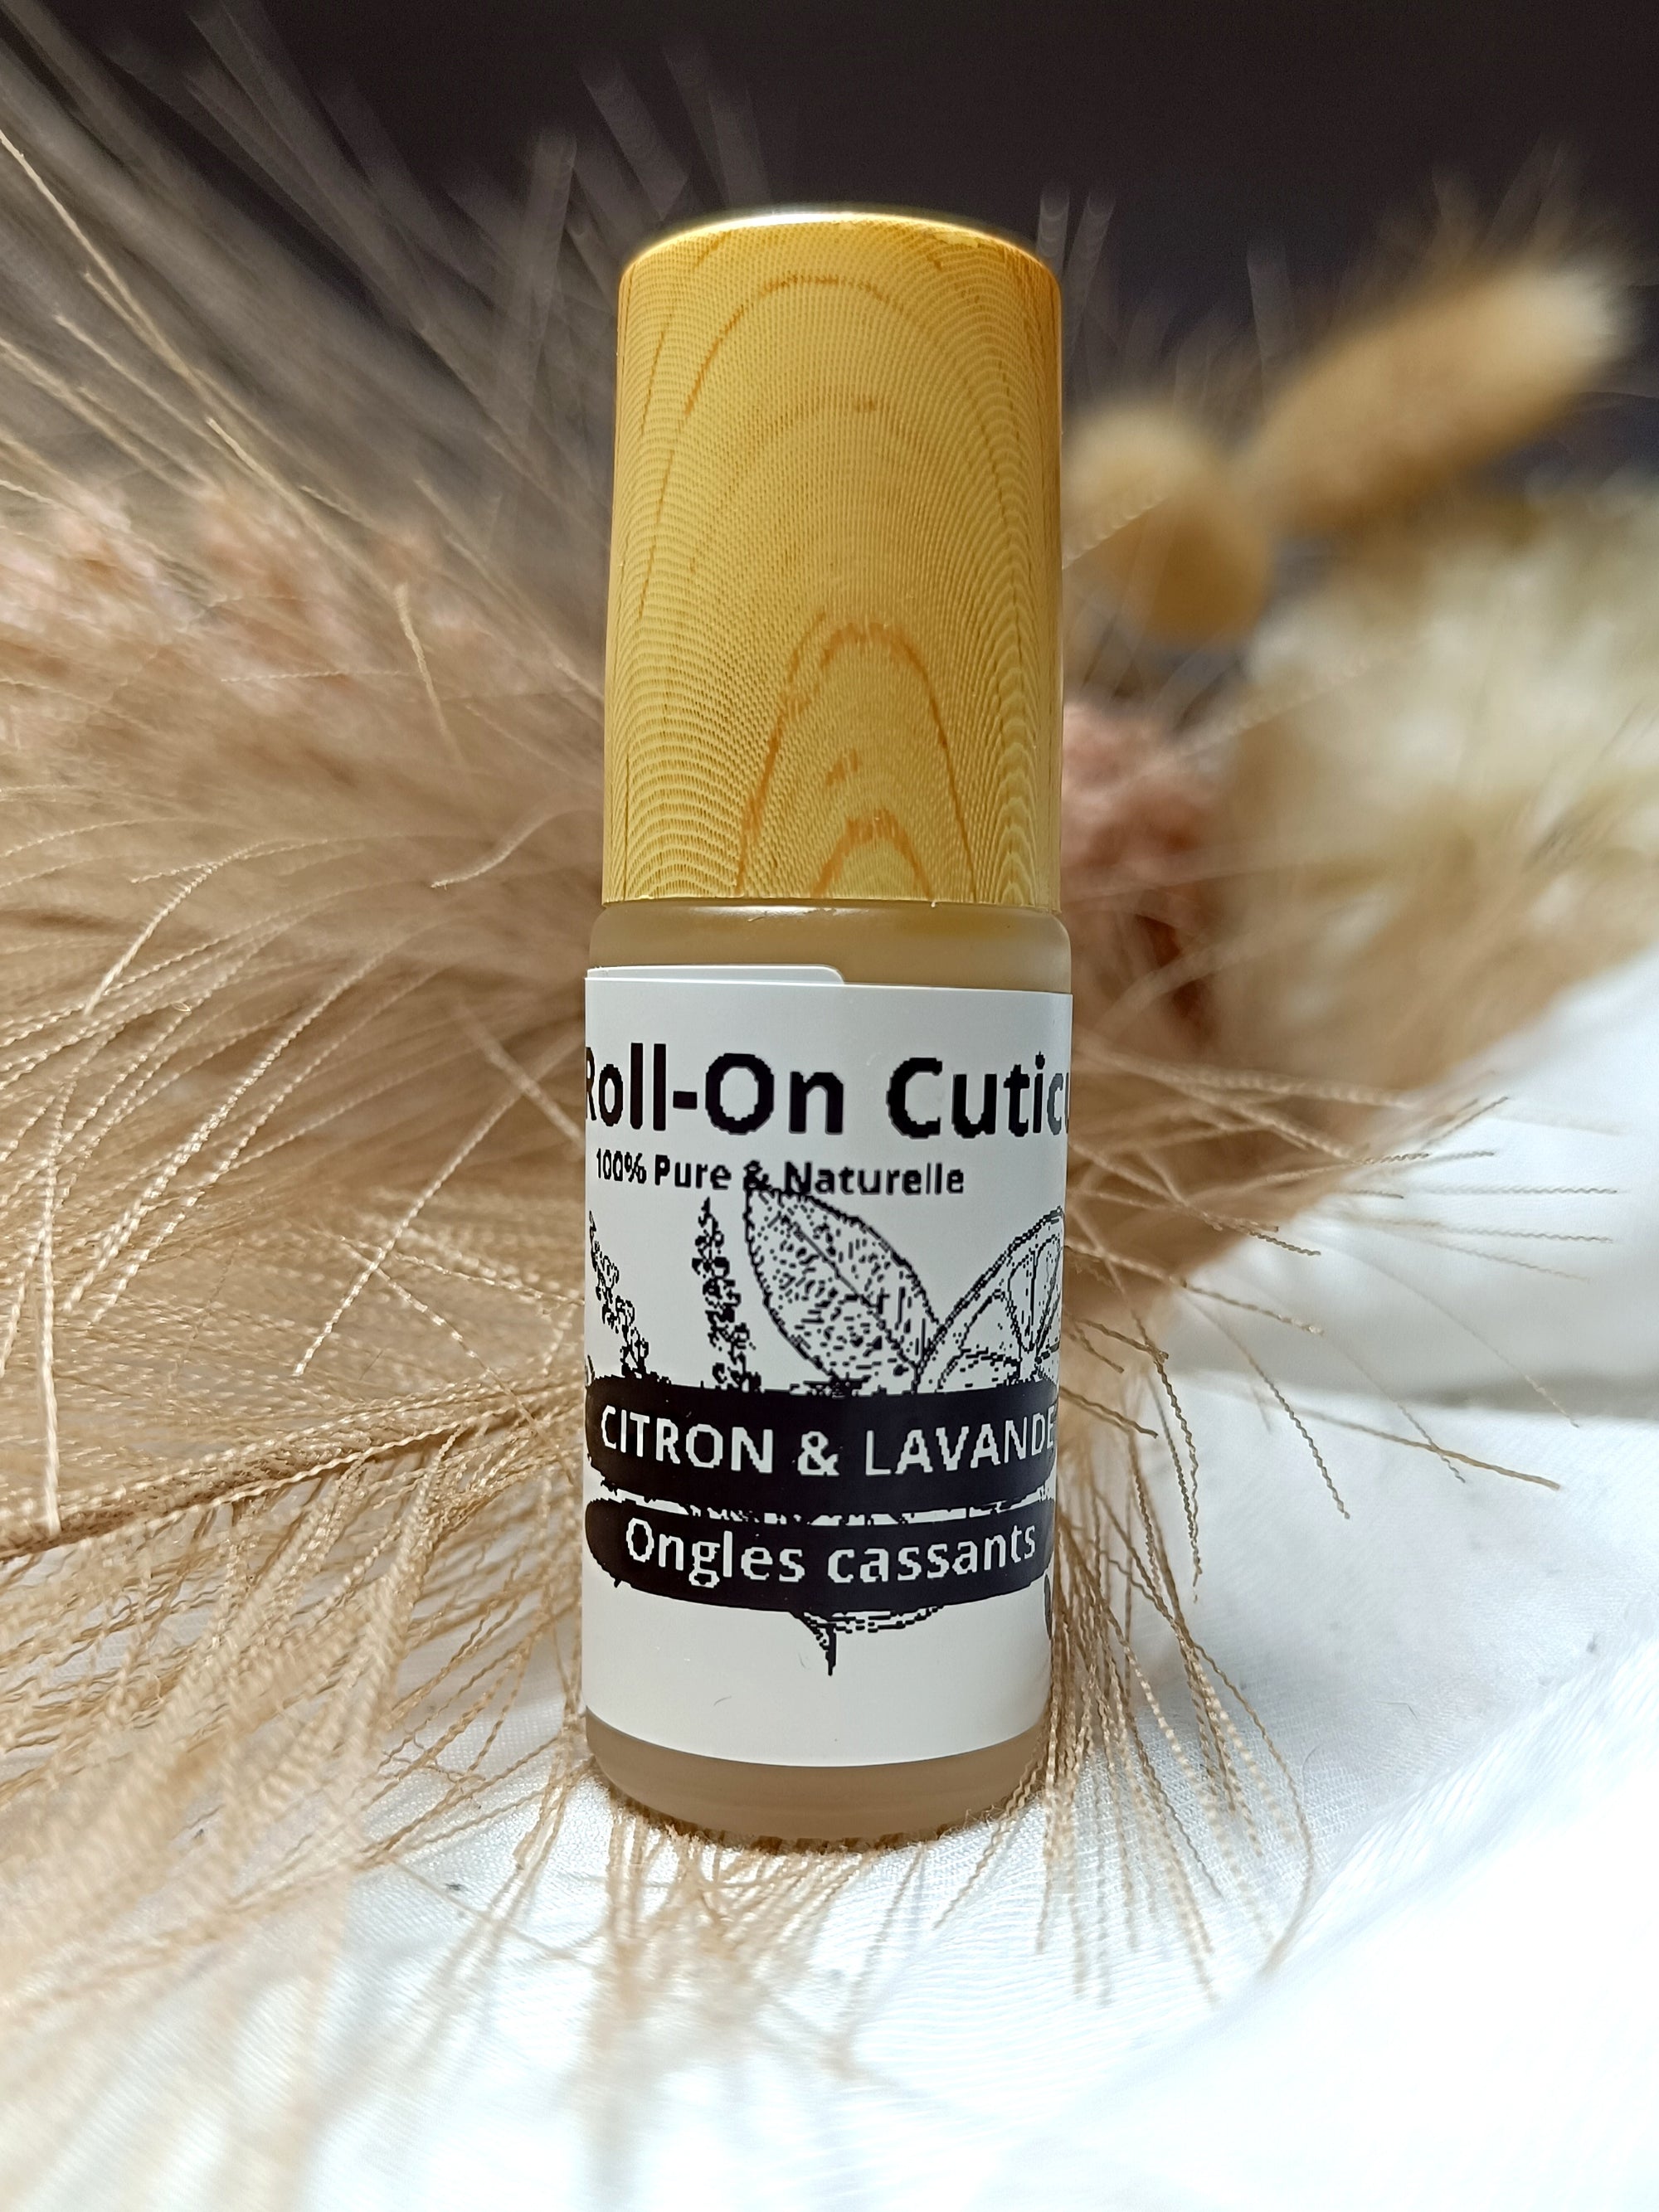 Roll-On Cuticu
100% Pure & Naturelle
CITRON & LAVANDE
Ongles cassants